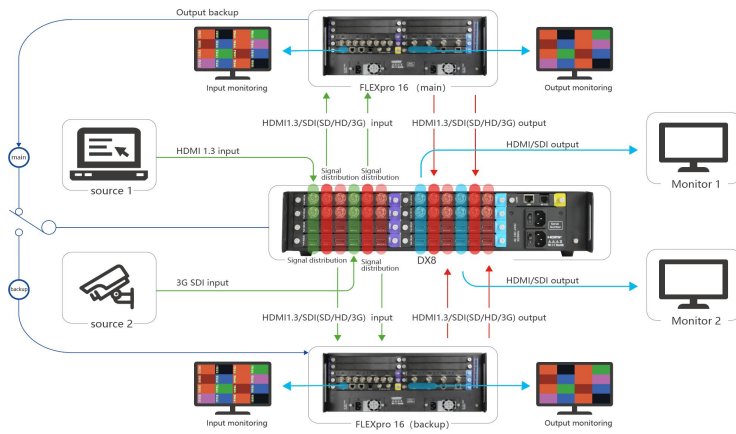 Output backup
Input monitoring
FLEXpro 16 （main）
Output monitoring
HDMI1.3/SDI(SD/HD/3G)  input
HDMI1.3/SDI(SD/HD/3G) output
HDMI/SDI output
HDMI 1.3 input
Signal
distribution
Signal
distribution
main
source 1
Monitor 1
Signal distribution
Signal
distribution
DX8
3G SDI input
HDMI/SDI output
backup
source 2
Monitor 2
HDMI1.3/SDI(SD/HD/3G)  input
HDMI1.3/SDI(SD/HD/3G) output
Input monitoring
FLEXpro 16（backup）
Output monitoring